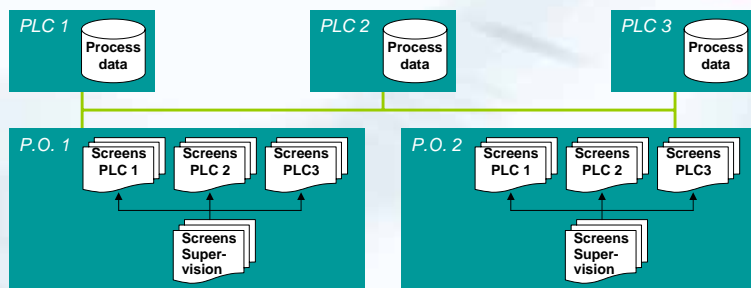 PLC 1
Process
data
PLC 2
Process
data
PLC 3
Process
data
P.O. 1
Screens
PLC 1
Screens
PLC 2
Screens
PLC3
Screens
Super-
vision
P.O. 2
Screens
PLC 1
Screens
PLC 2
Screens
PLC3
Screens
Super-
vision